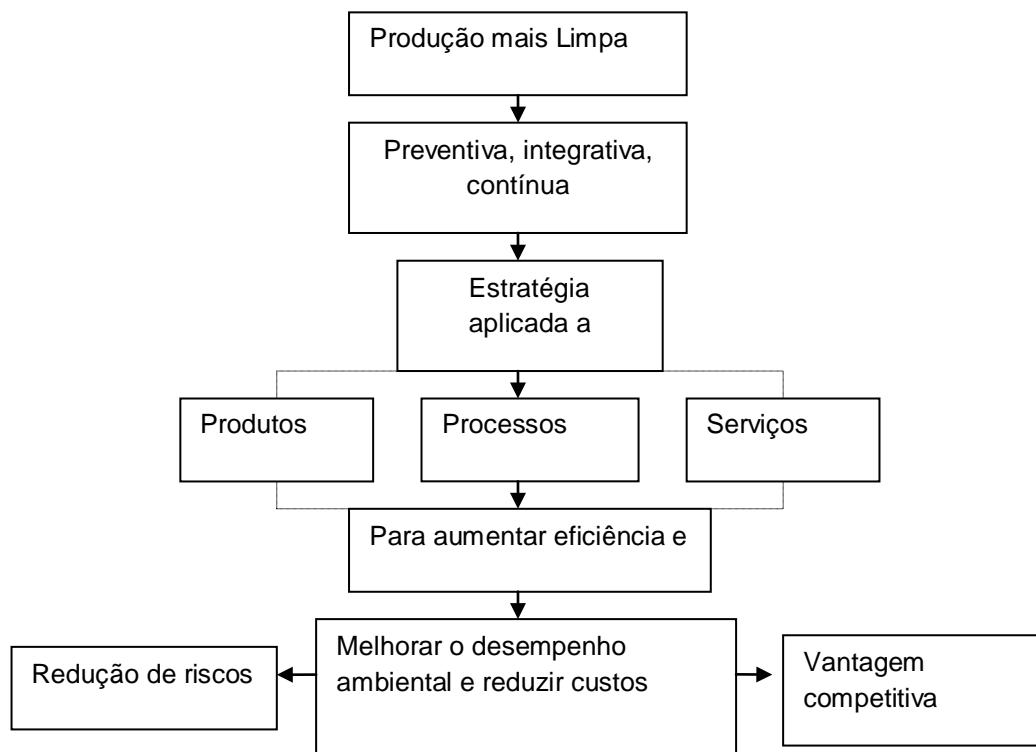 Produção mais Limpa
Preventiva, integrativa,
contínua
Estratégia
aplicada a
Produtos
Processos
Serviços
Para aumentar eficiência e
Redução de riscos
Melhorar o desempenho
ambiental e reduzir custos
Vantagem
competitiva